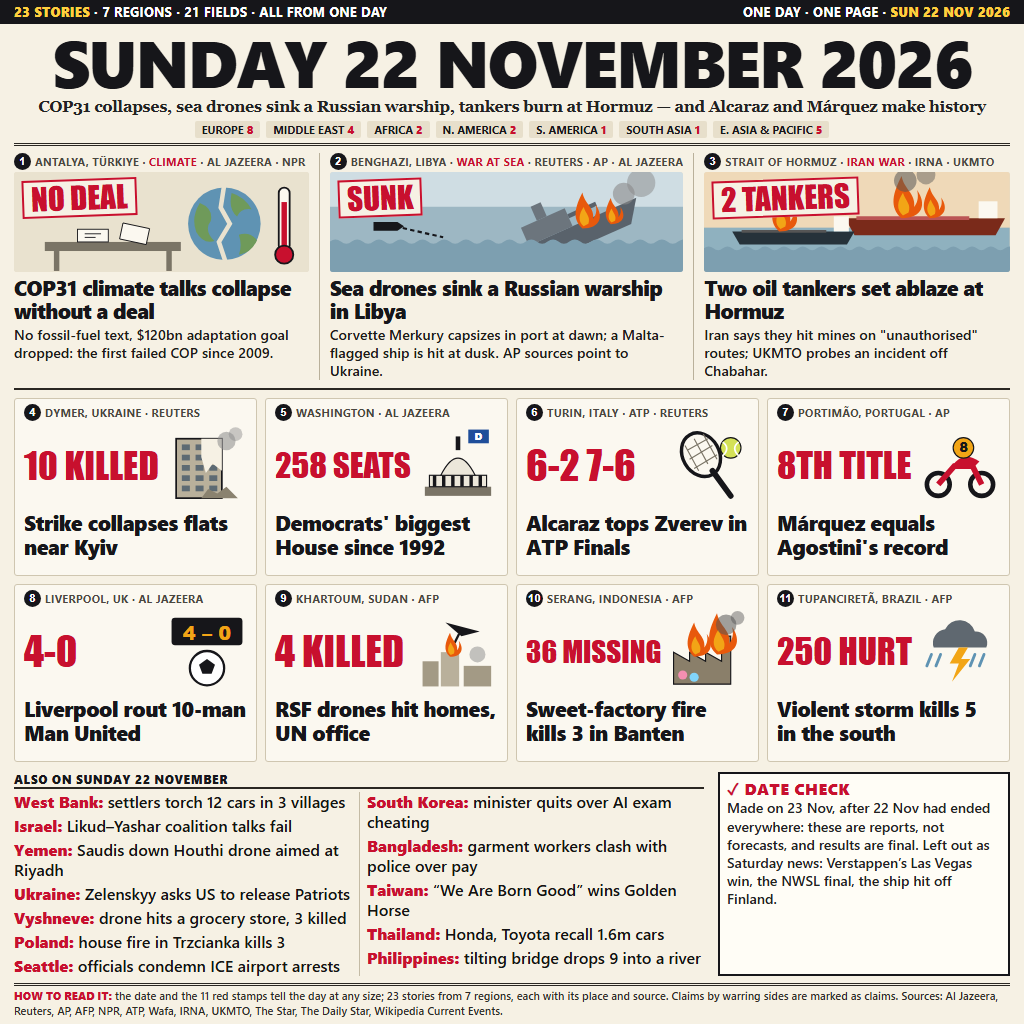 23 STORIES · 7 REGIONS · 21 FIELDS · ALL FROM ONE DAY
ONE DAY · ONE PAGE · SUN 22 NOV 2026
SUNDAY 22 NOVEMBER 2026
COP31 collapses, sea drones sink a Russian warship, tankers burn at Hormuz — and Alcaraz and Márquez make history
EUROPE 8 MIDDLE EAST 4 AFRICA 2 N. AMERICA 2 S. AMERICA 1 SOUTH ASIA 1 E. ASIA & PACIFIC 5
1 ANTALYA, TÜRKIYE · CLIMATE · AL JAZEERA · NPR
NO DEAL
COP31 climate talks collapse
without a deal
No fossil-fuel text, $120bn adaptation goal
dropped: the first failed COP since 2009.
2 BENGHAZI, LIBYA · WAR AT SEA · REUTERS · AP · AL JAZEERA
SUNK
Sea drones sink a Russian warship
in Libya
Corvette Merkury capsizes in port at dawn; a Malta-
flagged ship is hit at dusk. AP sources point to
Ukraine.
3 STRAIT OF HORMUZ · IRAN WAR · IRNA · UKMTO
2 TANKERS
Two oil tankers set ablaze at
Hormuz
Iran says they hit mines on "unauthorised"
routes; UKMTO probes an incident off
Chabahar.
4 DYMER, UKRAINE · REUTERS
10 KILLED
Strike collapses flats
near Kyiv
5 WASHINGTON · AL JAZEERA
D
258 SEATS
Democrats' biggest
House since 1992
6 TURIN, ITALY · ATP · REUTERS
6-2 7-6
Alcaraz tops Zverev in
ATP Finals
7 PORTIMÃO, PORTUGAL · AP
8
8TH TITLE
Márquez equals
Agostini's record
8 LIVERPOOL, UK · AL JAZEERA
4 – 0
4-0
Liverpool rout 10-man
Man United
9 KHARTOUM, SUDAN · AFP
4 KILLED
RSF drones hit homes,
UN office
10 SERANG, INDONESIA · AFP
36 MISSING
Sweet-factory fire
kills 3 in Banten
11 TUPANCIRETÃ, BRAZIL · AFP
250 HURT
Violent storm kills 5
in the south
ALSO ON SUNDAY 22 NOVEMBER
West Bank: settlers torch 12 cars in 3 villages
Israel: Likud–Yashar coalition talks fail
Yemen: Saudis down Houthi drone aimed at
Riyadh
Ukraine: Zelenskyy asks US to release Patriots
Vyshneve: drone hits a grocery store, 3 killed
Poland: house fire in Trzcianka kills 3
Seattle: officials condemn ICE airport arrests
South Korea: minister quits over AI exam
cheating
Bangladesh: garment workers clash with
police over pay
Taiwan: “We Are Born Good” wins Golden
Horse
Thailand: Honda, Toyota recall 1.6m cars
Philippines: tilting bridge drops 9 into a river
✓ DATE CHECK
Made on 23 Nov, after 22 Nov had ended
everywhere: these are reports, not
forecasts, and results are final. Left out as
Saturday news: Verstappen’s Las Vegas
win, the NWSL final, the ship hit off
Finland.
HOW TO READ IT: the date and the 11 red stamps tell the day at any size; 23 stories from 7 regions, each with its place and source. Claims by warring sides are marked as claims. Sources: Al Jazeera,
Reuters, AP, AFP, NPR, ATP, Wafa, IRNA, UKMTO, The Star, The Daily Star, Wikipedia Current Events.